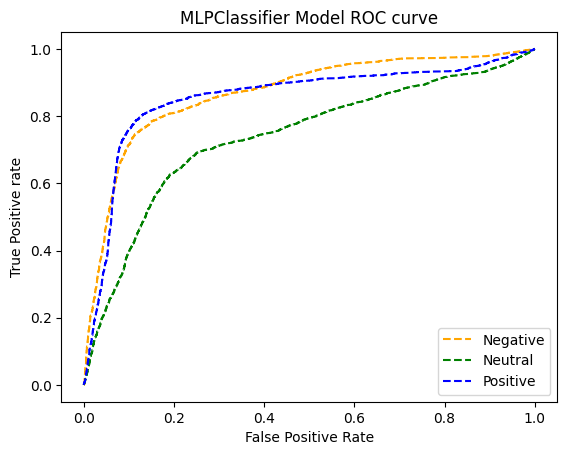 MLPClassifier Model ROC curve
True Positive rate
1.0
0.8
0.6
0.4
0.2
0.0
0.0 0.2 0.4 0.6 0.8 1.0
False Positive Rate
Negative
Neutral
Positive